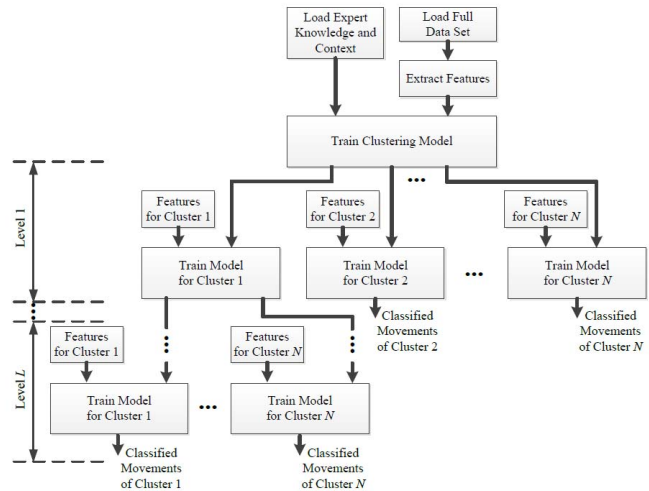 Load Expert
Knowledge and
Context
Load Full
Data Set
Extract Features
Train Clustering Model
...
Level 1
Features
for Cluster 1
Features
for Cluster 2
Features
for Cluster N
Train Model
for Cluster 1
Train Model
for Cluster 2
...
Train Model
for Cluster N
Classified
Movements
of Cluster 2
Classified
Movements
of Cluster N
Level L
Features
for Cluster 1
Features
for Cluster N
Train Model
for Cluster 1
...
Train Model
for Cluster N
Classified
Movements
of Cluster 1
Classified
Movements
of Cluster N